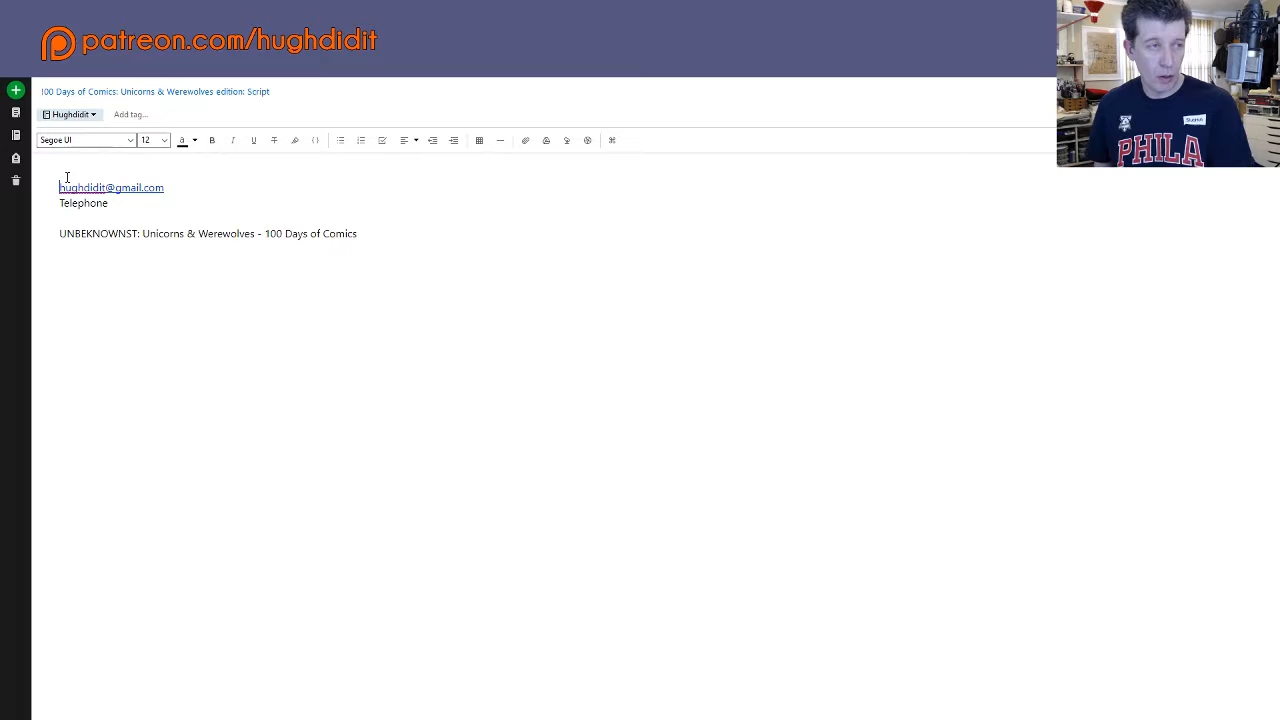 patreon.com/hughdidit
100 Days of Comics: Unicorns & Werewolves edition: Script
Hughdidit
Add tag...
Segoe UI
12
a
B
I
U
T
hughdidit@gmail.com
Telephone
UNBEKNOWNST: Unicorns & Werewolves - 100 Days of Comics
PHILA